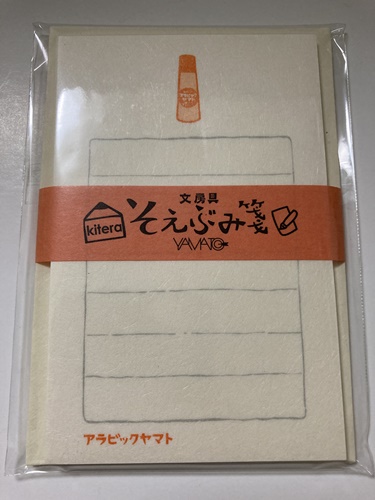 文房具
kitera
そえぶみ箋
YAMATO
アラビックヤマト